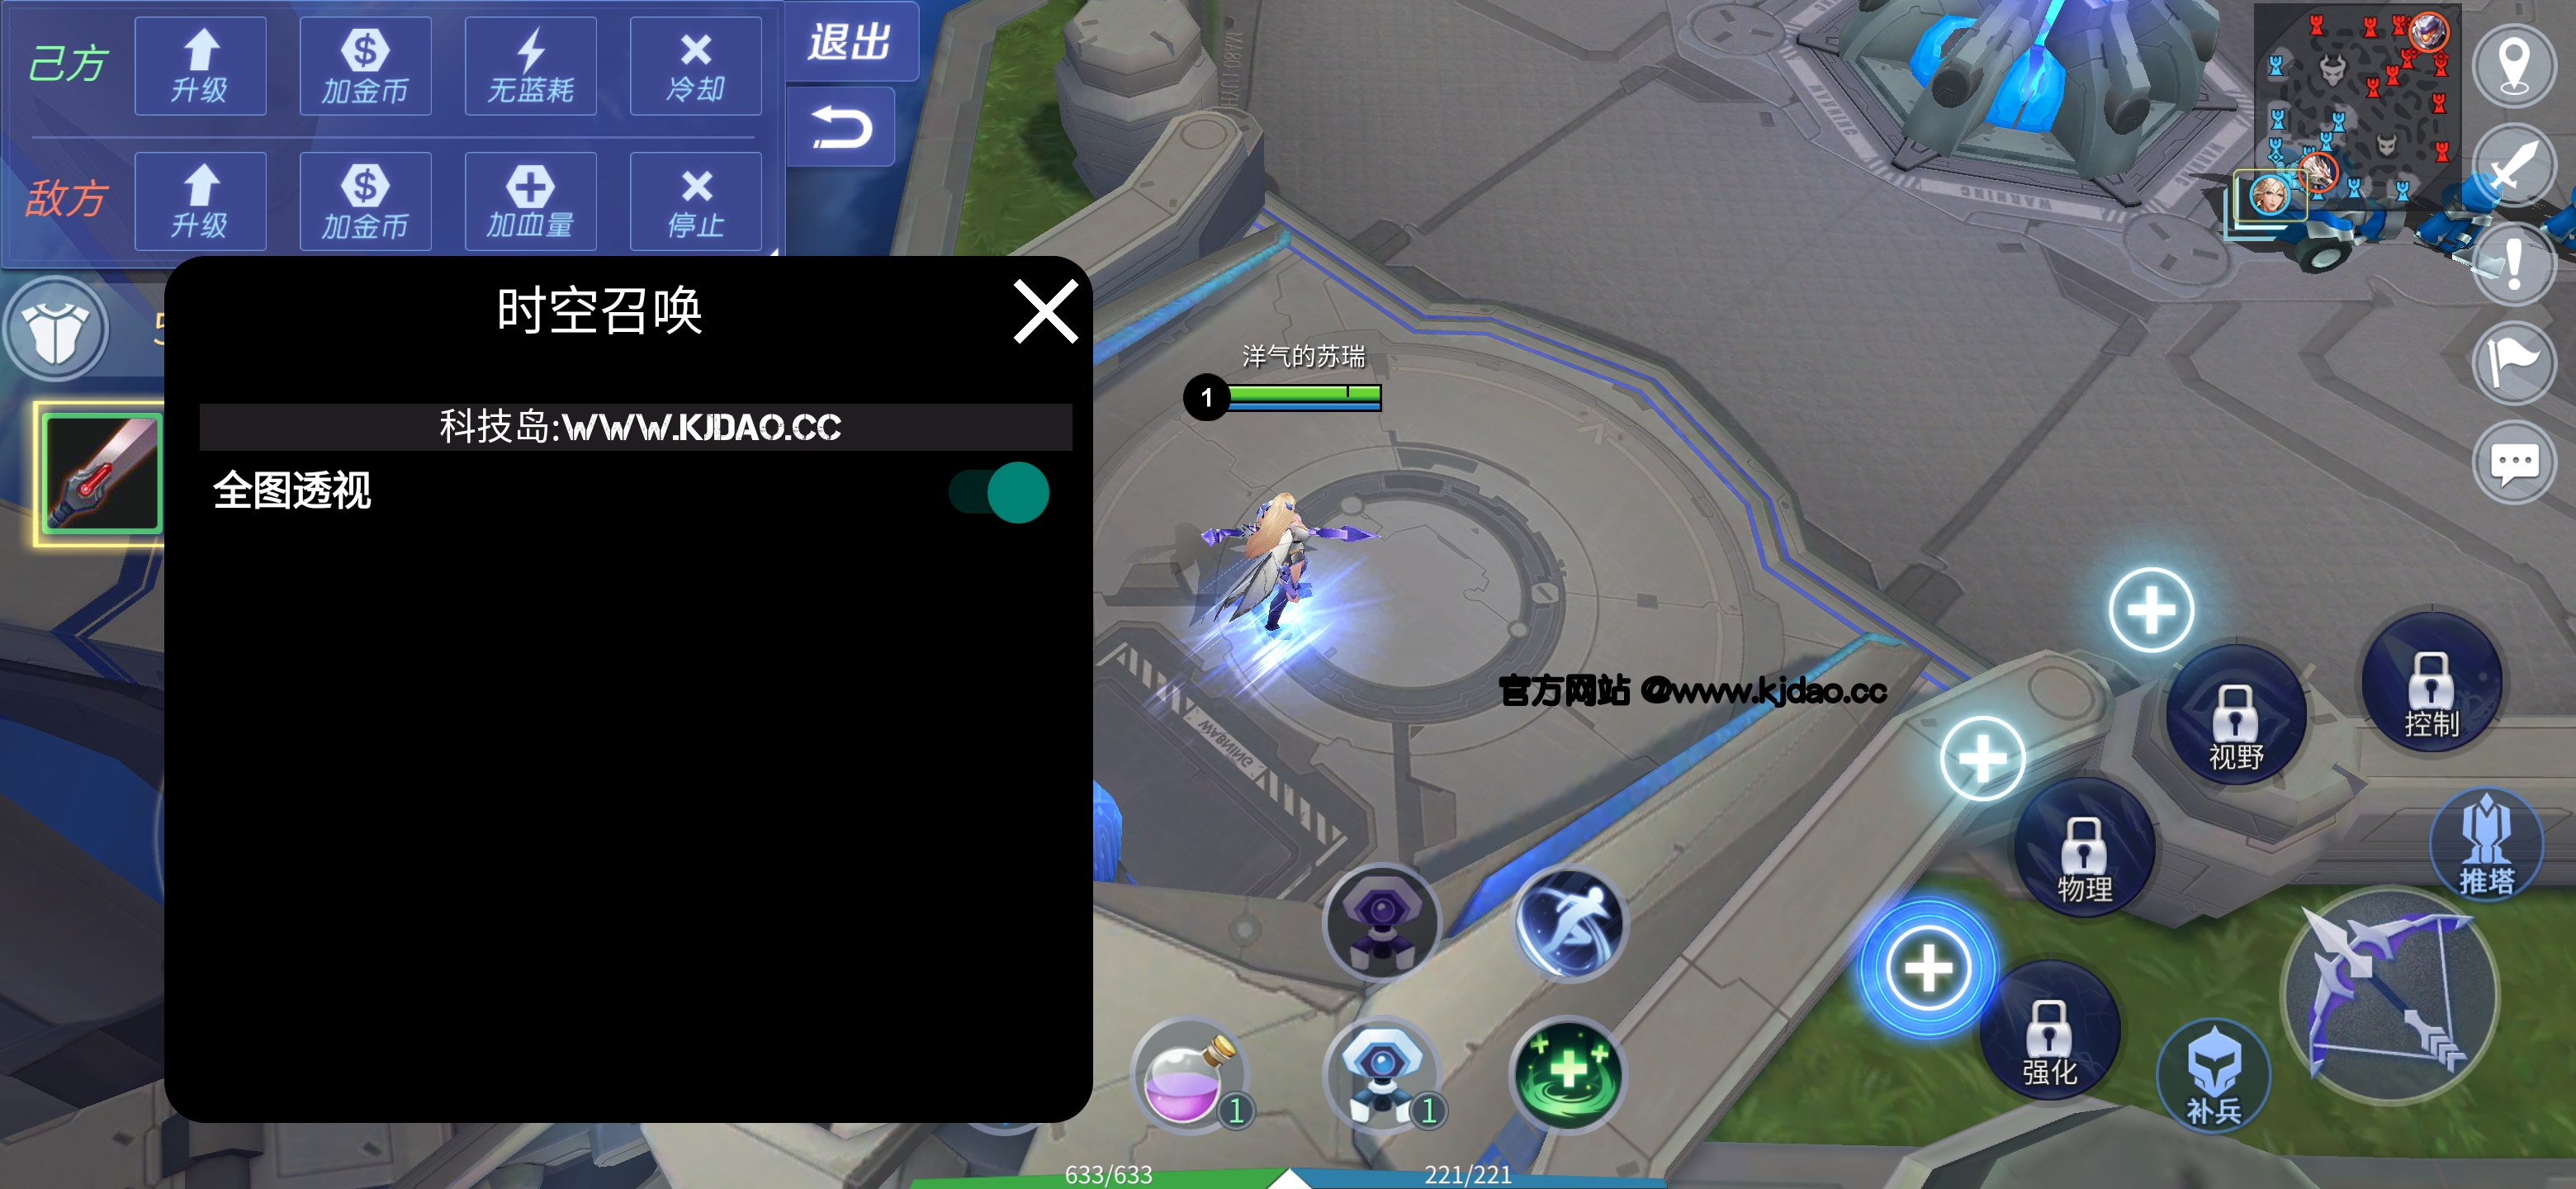 己方
升级
加金币
无蓝耗
冷却
退出
敌方
升级
加金币
加血量
停止
时空召唤
科技岛:WWW.KJDAO.CC
全图透视
洋气的苏瑞
1
官方网站 @www.kjdao.cc
WARNING
WARNING
控制
视野
物理
推塔
强化
补兵
1
1
633/633
221/221